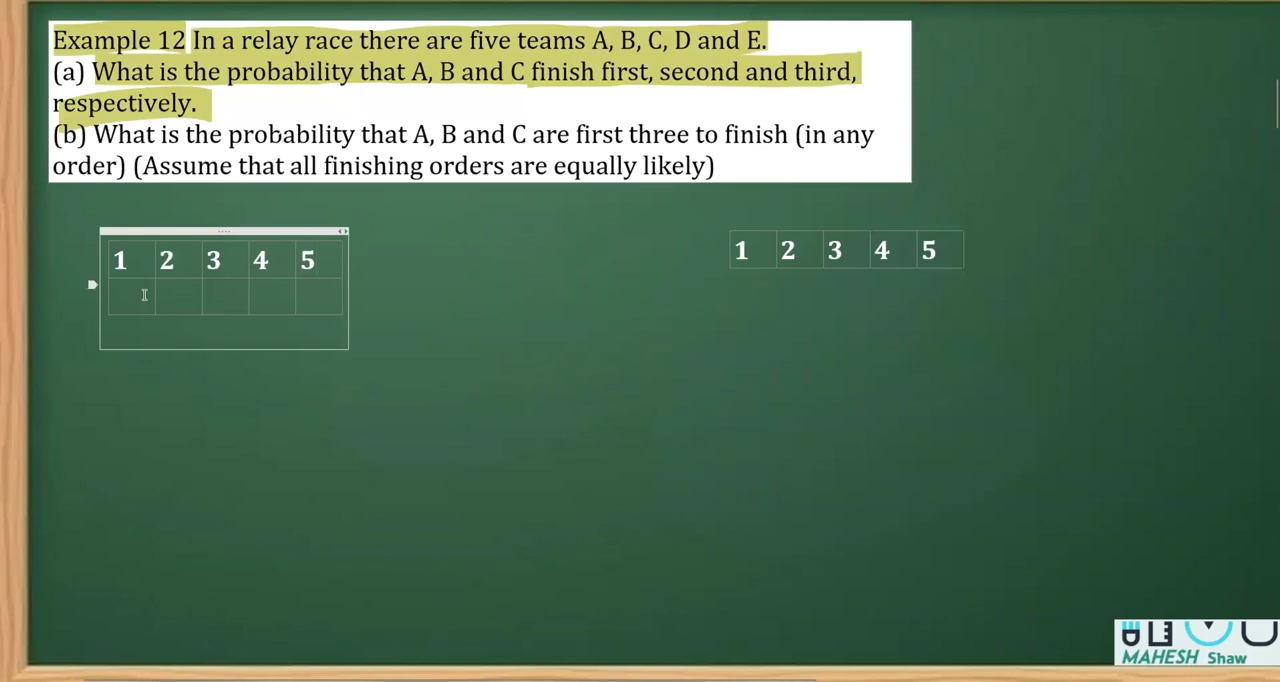 Example 12 In a relay race there are five teams A, B, C, D and E.
(a) What is the probability that A, B and C finish first, second and third,
respectively.
(b) What is the probability that A, B and C are first three to finish (in any
order) (Assume that all finishing orders are equally likely)
1 2 3 4 5
1 2 3 4 5
MAHESH Shaw